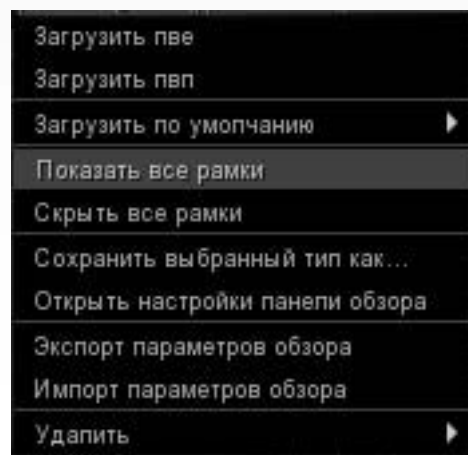 Загрузить пве
Загрузить пвп
Загрузить по умолчанию
Показать все рамки
Скрыть все рамки
Сохранить выбранный тип как...
Открыть настройки панели обзора
Экспорт параметров обзора
Импорт параметров обзора
Удалить